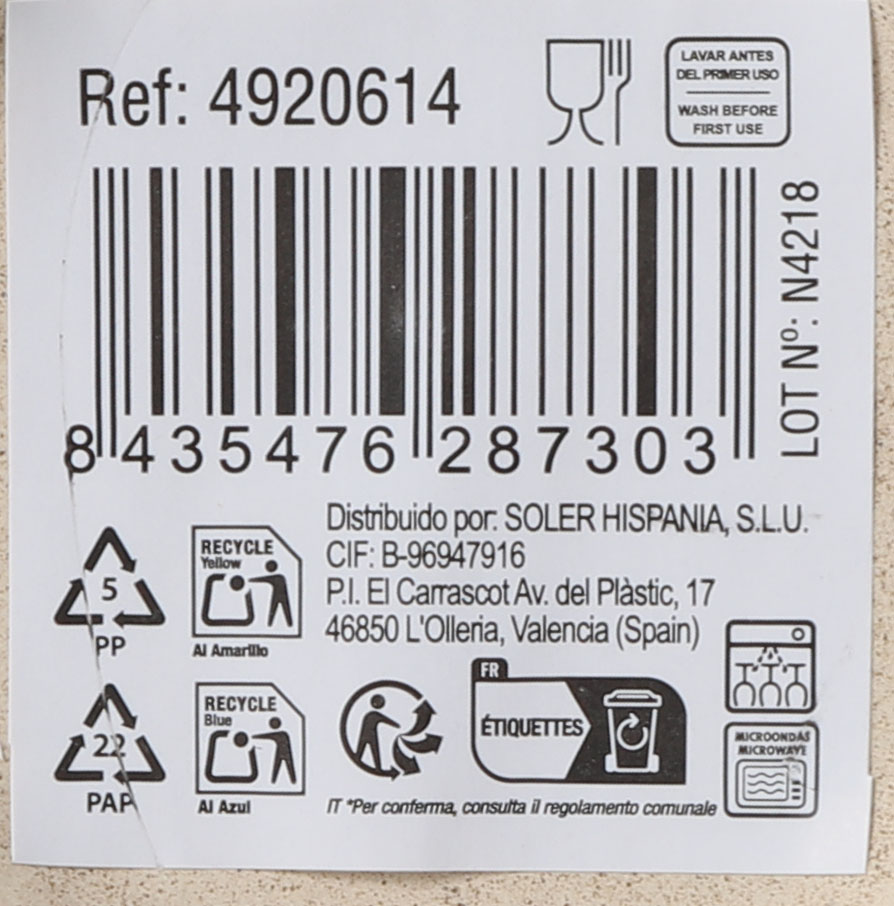 Ref: 4920614
LAVAR ANTES
DEL PRIMER USO
WASH BEFORE
FIRST USE
LOT Nº: N4218
8 435476 287303
Distribuido por: SOLER HISPANIA, S.L.U.
CIF: B-96947916
P.I. El Carrascot Av. del Plàstic, 17
46850 L'Olleria, Valencia (Spain)
5
PP
RECYCLE
Yellow
Al Amarillo
22
PAP
RECYCLE
Blue
Al Azul
FR
ÉTIQUETTES
IT *Per conferma, consulta il regolamento comunale
MICROONDAS
MICROWAVE